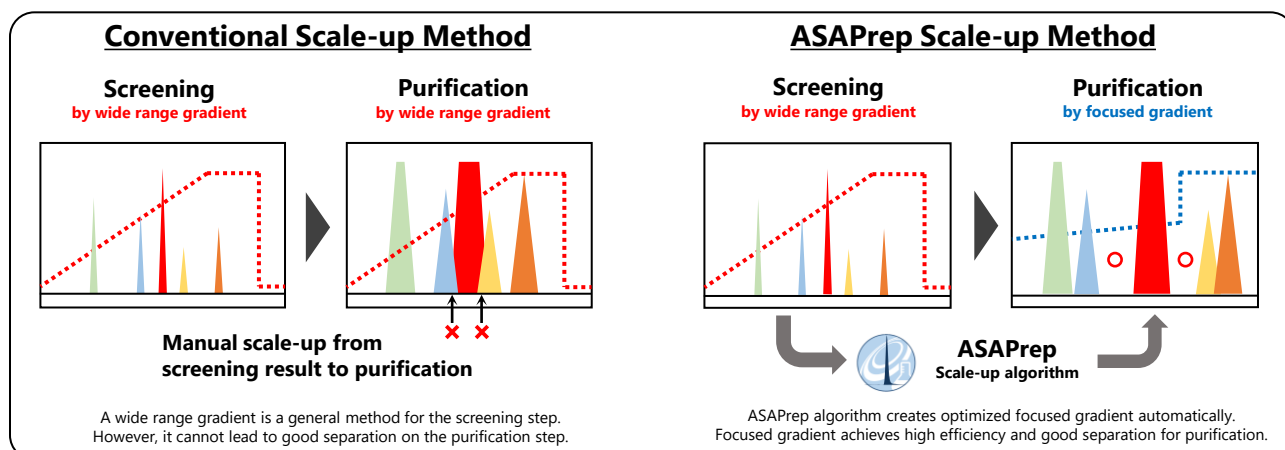 Conventional Scale-up Method
Screening
by wide range gradient
Purification
by wide range gradient
Manual scale-up from
screening result to purification
A wide range gradient is a general method for the screening step.
However, it cannot lead to good separation on the purification step.
ASAPrep Scale-up Method
Screening
by wide range gradient
Purification
by focused gradient
ASAPrep
Scale-up algorithm
ASAPrep algorithm creates optimized focused gradient automatically.
Focused gradient achieves high efficiency and good separation for purification.